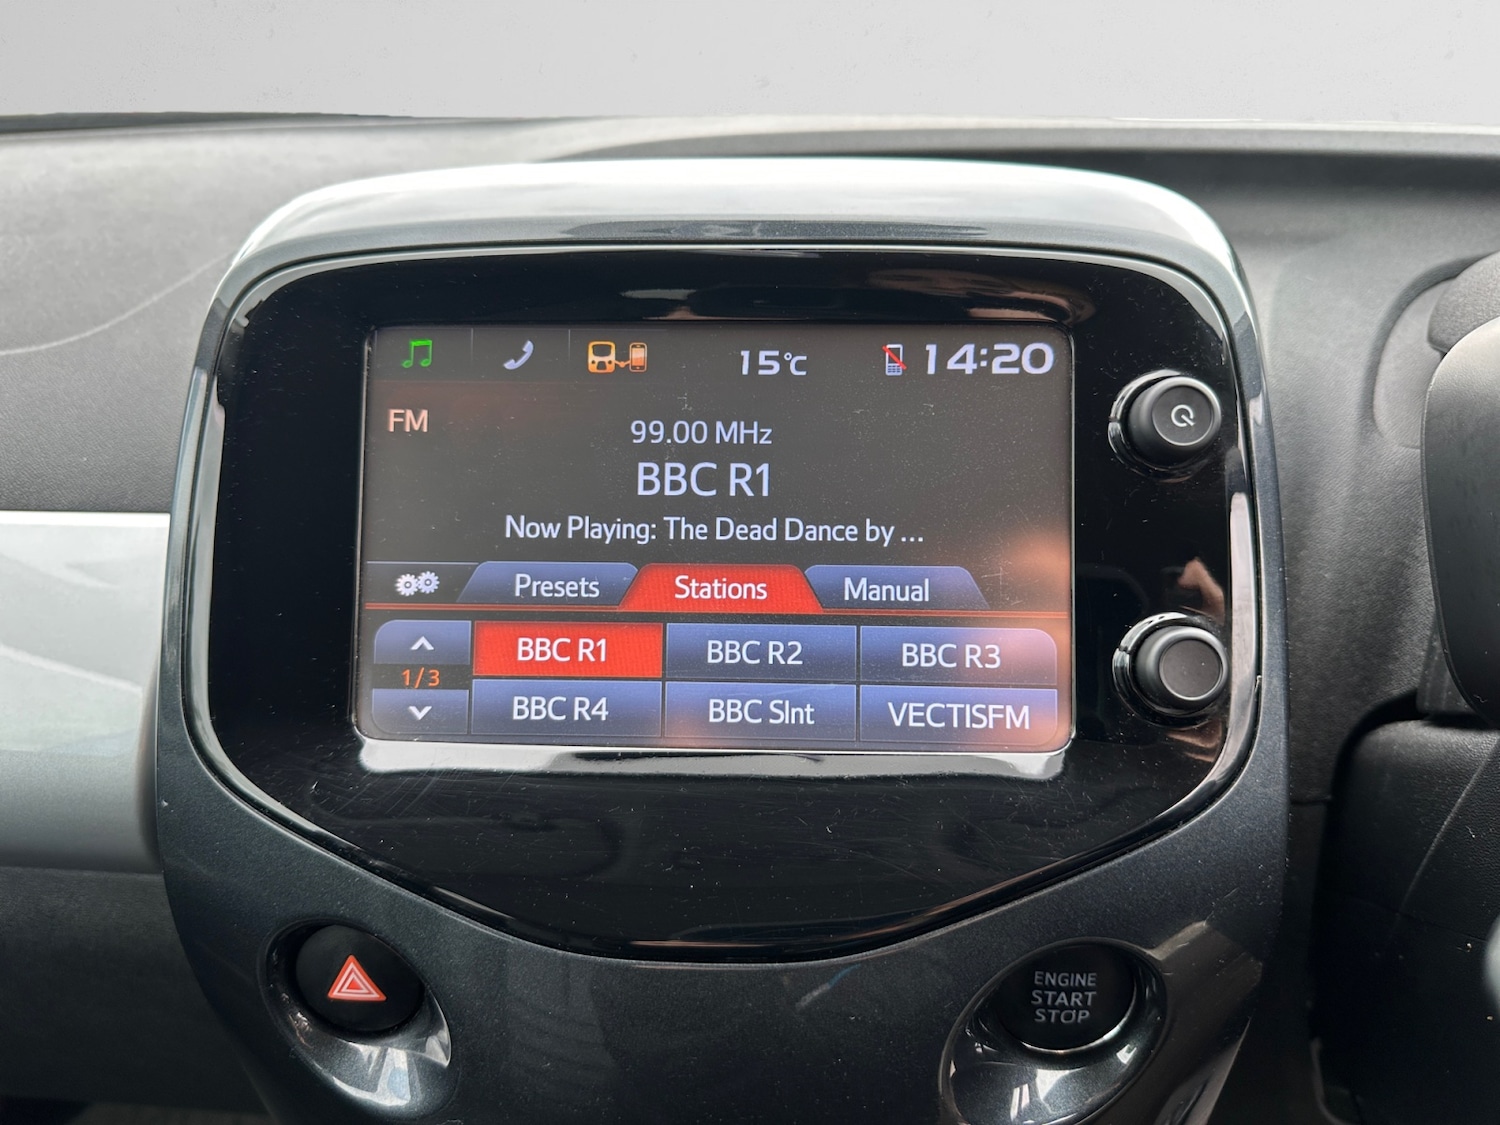 15°C
14:20
FM
99.00 MHz
BBC R1
Now Playing: The Dead Dance by ...
Presets
Stations
Manual
BBC R1
BBC R2
BBC R3
1/3
BBC R4
BBC Slnt
VECTISFM
ENGINE
START
STOP